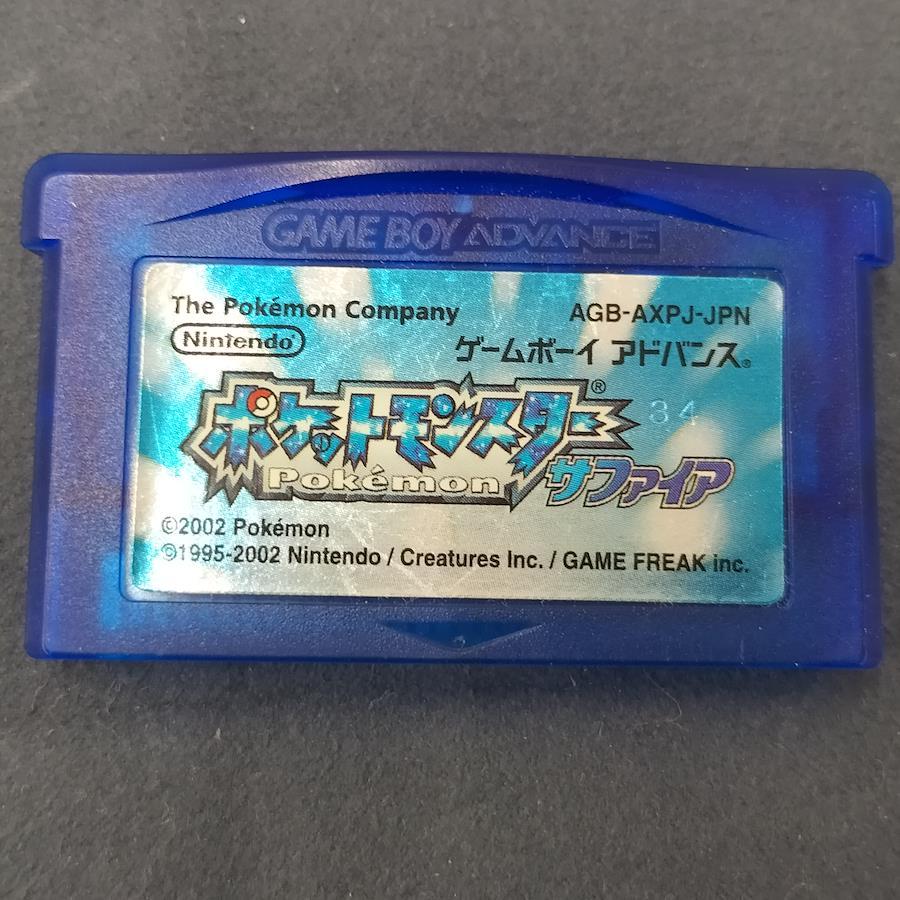 GAME BOY ADVANCE
The Pokémon Company AGB-AXPJ-JPN
Nintendo ゲームボーイ アドバンス®
ポケットモンスター®
34
Pokémon サファイア
©2002 Pokémon
©1995-2002 Nintendo / Creatures Inc. / GAME FREAK inc.